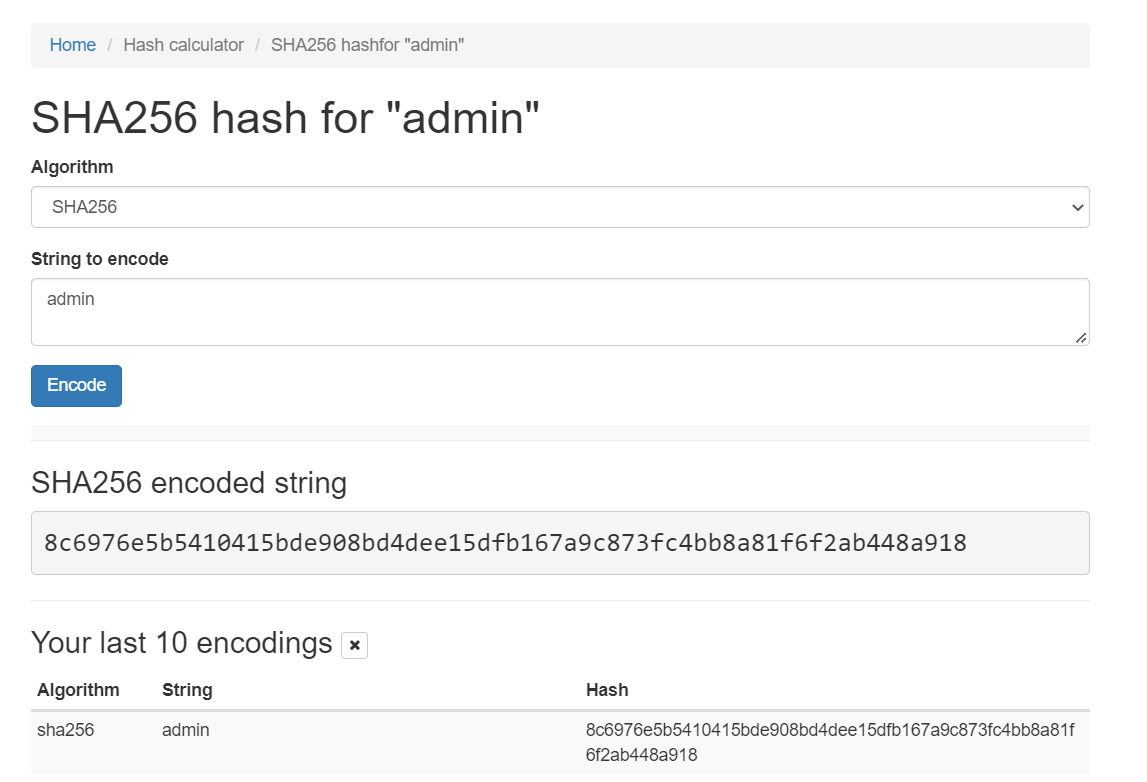 Home / Hash calculator / SHA256 hashfor "admin"
SHA256 hash for "admin"
Algorithm
SHA256
String to encode
admin
Encode
SHA256 encoded string
8c6976e5b5410415bde908bd4dee15dfb167a9c873fc4bb8a81f6f2ab448a918
Your last 10 encodings
Algorithm String Hash
sha256 admin 8c6976e5b5410415bde908bd4dee15dfb167a9c873fc4bb8a81f
6f2ab448a918